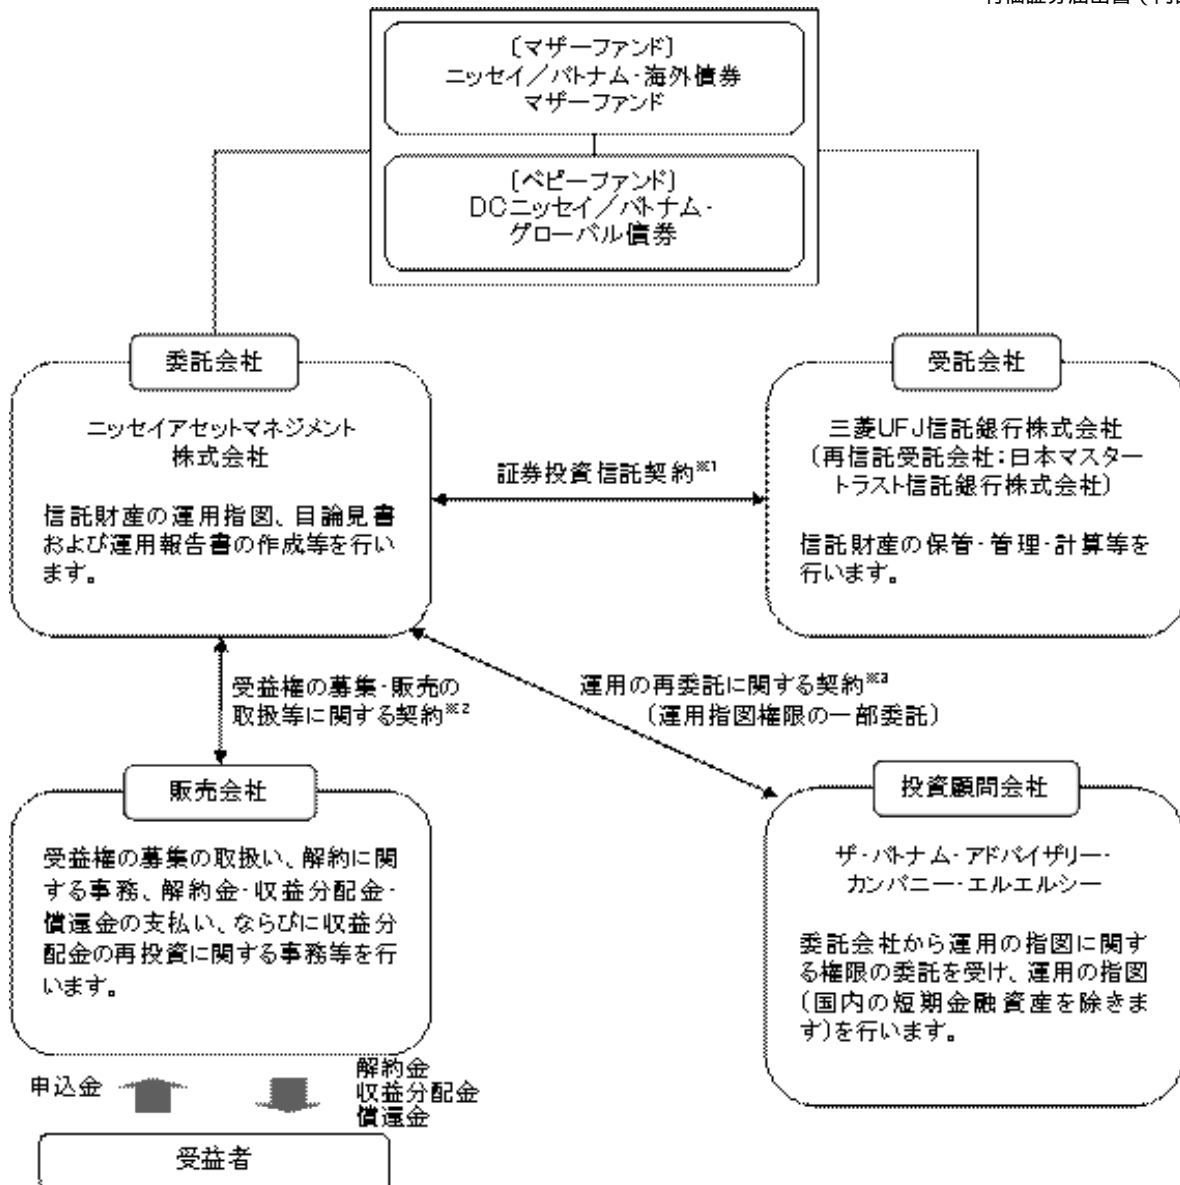 〔マザーファンド〕
ニッセイ／パトナム・海外債券
マザーファンド
〔ベビーファンド〕
DCニッセイ／パトナム・
グローバル債券
委託会社
ニッセイアセットマネジメント
株式会社
信託財産の運用指図、目論見書
および運用報告書の作成等を行い
ます。
証券投資信託契約※1
受託会社
三菱UFJ信託銀行株式会社
（再信託受託会社：日本マスター
トラスト信託銀行株式会社）
信託財産の保管・管理・計算等を
行います。
受益権の募集・販売の
取扱等に関する契約※2
運用の再委託に関する契約※3
（運用指図権限の一部委託）
販売会社
受益権の募集の取扱い、解約に関
する事務、解約金・収益分配金・
償還金の支払い、ならびに収益分
配金の再投資に関する事務等を行
います。
投資顧問会社
ザ・パトナム・アドバイザリー・
カンパニー・エルエルシー
委託会社から運用の指図に関す
る権限の委託を受け、運用の指図
（国内の短期金融資産を除きま
す）を行います。
申込金
解約金
収益分配金
償還金
受益者